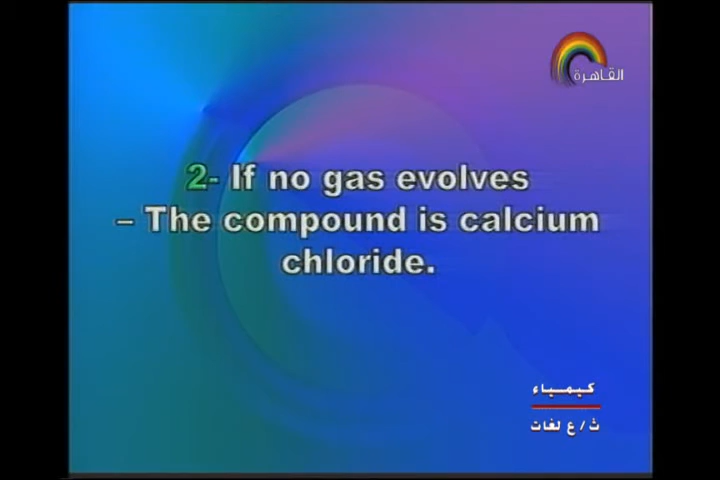 القاهرة
2- If no gas evolves
– The compound is calcium
chloride.
كيمياء
ث/ع لغات